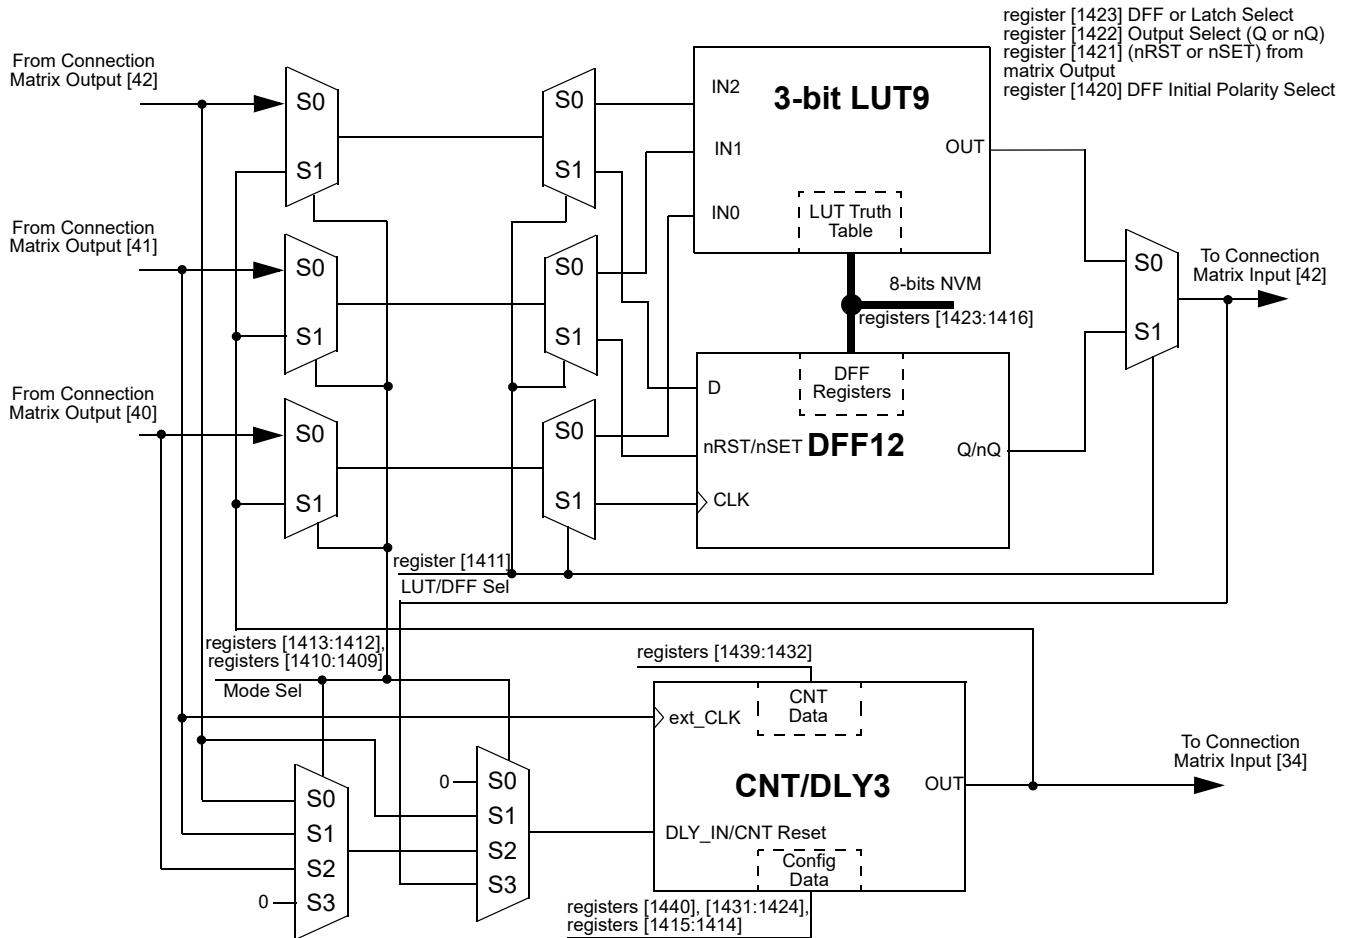 register [1423] DFF or Latch Select
register [1422] Output Select (Q or nQ)
register [1421] (nRST or nSET) from
matrix Output
register [1420] DFF Initial Polarity Select
From Connection
Matrix Output [42]
S0
S1
S0
S1
IN2
3-bit LUT9
IN1
OUT
IN0
LUT Truth
Table
From Connection
Matrix Output [41]
S0
S1
S0
S1
8-bits NVM
registers [1423:1416]
S0
S1
To Connection
Matrix Input [42]
From Connection
Matrix Output [40]
S0
S1
S0
S1
D
DFF
Registers
nRST/nSET
DFF12
Q/nQ
CLK
register [1411]
LUT/DFF Sel
registers [1413:1412],
registers [1410:1409]
Mode Sel
registers [1439:1432]
ext_CLK
CNT
Data
CNT/DLY3
OUT
To Connection
Matrix Input [34]
DLY_IN/CNT Reset
Config
Data
0
S0
S1
S2
S3
S0
S1
S2
0
S3
registers [1440], [1431:1424],
registers [1415:1414]